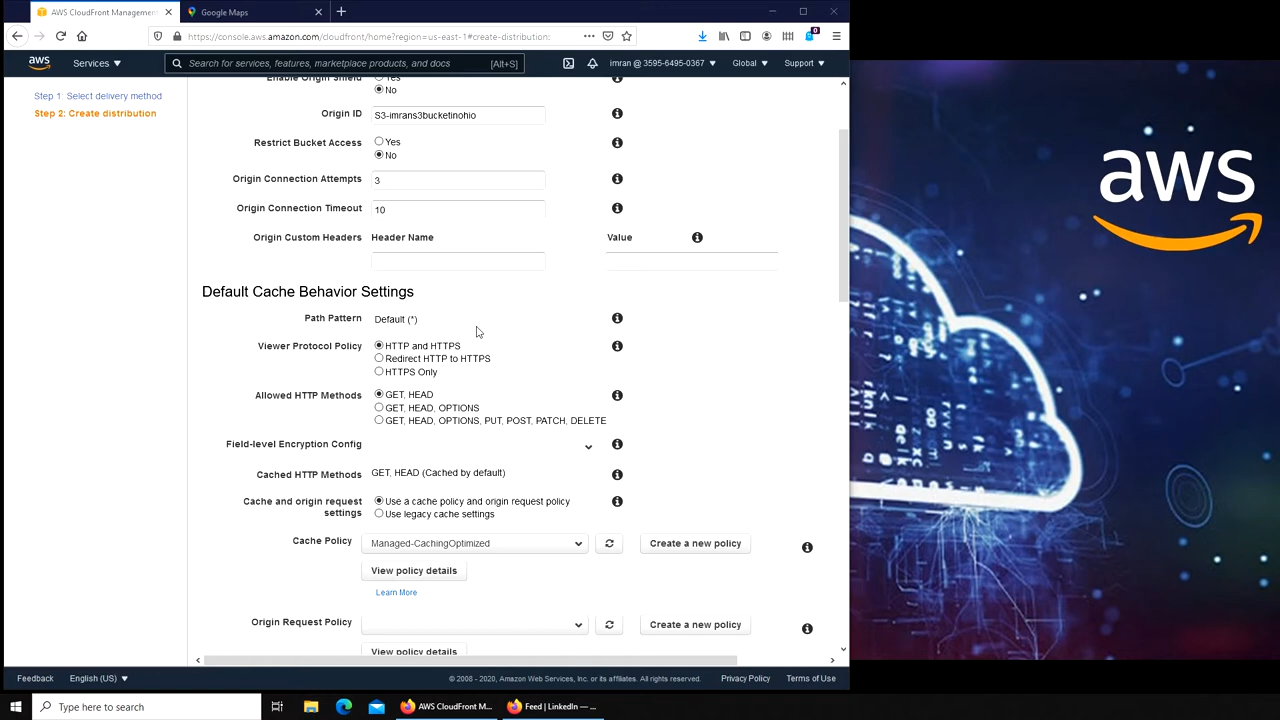 AWS CloudFront Management
Google Maps
https://console.aws.amazon.com/cloudfront/home?region=us-east-1#create-distribution:
0
aws
Services
Search for services, features, marketplace products, and docs
[Alt+S]
imran @ 3595-6495-0367
Global
Support
Step 1: Select delivery method
Step 2: Create distribution
Enable Origin Shield
Yes
No
Origin ID
S3-imrans3bucketinohio
Restrict Bucket Access
Yes
No
Origin Connection Attempts
3
Origin Connection Timeout
10
Origin Custom Headers
Header Name
Value
Default Cache Behavior Settings
Path Pattern
Default (*)
Viewer Protocol Policy
HTTP and HTTPS
Redirect HTTP to HTTPS
HTTPS Only
Allowed HTTP Methods
GET, HEAD
GET, HEAD, OPTIONS
GET, HEAD, OPTIONS, PUT, POST, PATCH, DELETE
Field-level Encryption Config
Cached HTTP Methods
GET, HEAD (Cached by default)
Cache and origin request
settings
Use a cache policy and origin request policy
Use legacy cache settings
Cache Policy
Managed-CachingOptimized
Create a new policy
View policy details
Learn More
Origin Request Policy
Create a new policy
View policy details
Feedback
English (US)
© 2008 - 2020, Amazon Web Services, Inc. or its affiliates. All rights reserved.
Privacy Policy
Terms of Use
aws
Type here to search
AWS CloudFront M...
Feed | LinkedIn — ...